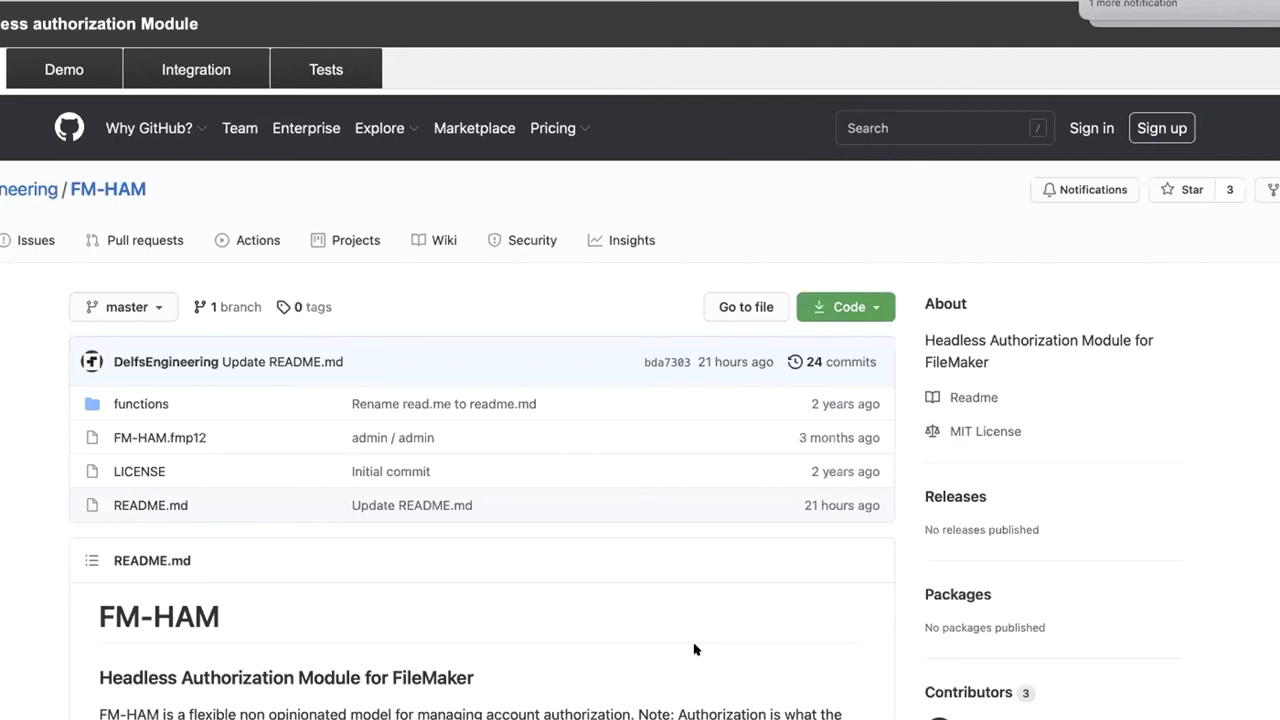 1 more notification
ess authorization Module
Demo Integration Tests
Why GitHub? Team Enterprise Explore Marketplace Pricing Search / Sign in Sign up
neering / FM-HAM Notifications Star 3
Issues Pull requests Actions Projects Wiki Security Insights
master 1 branch 0 tags Go to file Code
DelfsEngineering Update README.md bda7303 21 hours ago 24 commits
functions Rename read.me to readme.md 2 years ago
FM-HAM.fmp12 admin / admin 3 months ago
LICENSE Initial commit 2 years ago
README.md Update README.md 21 hours ago
README.md
FM-HAM
Headless Authorization Module for FileMaker
FM-HAM is a flexible non opinionated model for managing account authorization. Note: Authorization is what the
About
Headless Authorization Module for
FileMaker
Readme
MIT License
Releases
No releases published
Packages
No packages published
Contributors 3